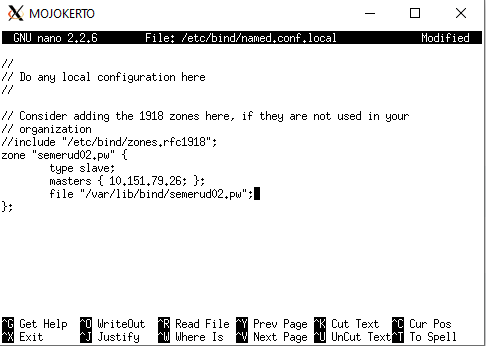 MOJOKERTO
GNU nano 2.2.6 File: /etc/bind/named.conf.local Modified
//
// Do any local configuration here
//
// Consider adding the 1918 zones here, if they are not used in your
// organization
//include "/etc/bind/zones.rfc1918";
zone "semerud02.pw" {
type slave;
masters { 10.151.79.26; };
file "/var/lib/bind/semerud02.pw";
};
^G Get Help ^O WriteOut ^R Read File ^Y Prev Page ^K Cut Text ^C Cur Pos
^X Exit ^J Justify ^W Where Is ^V Next Page ^U UnCut Text ^T To Spell